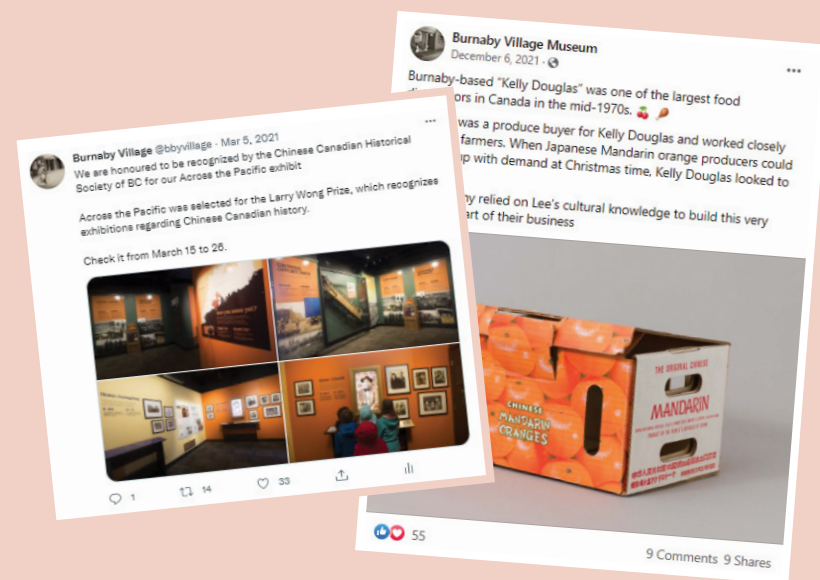 Burnaby Village @bbyvillage · Mar 5, 2021
We are honoured to be recognized by the Chinese Canadian Historical
Society of BC for our Across the Pacific exhibit
Across the Pacific was selected for the Larry Wong Prize, which recognizes
exhibitions regarding Chinese Canadian history.
Check it from March 15 to 26.
1
14
33
Burnaby Village Museum
December 6, 2021
Burnaby-based “Kelly Douglas” was one of the largest food
ors in Canada in the mid-1970s.
was a produce buyer for Kelly Douglas and worked closely
farmers. When Japanese Mandarin orange producers could
up with demand at Christmas time, Kelly Douglas looked to
ny relied on Lee's cultural knowledge to build this very
art of their business
CHINESE
MANDARIN
ORANGES
THE ORIGINAL CHINESE
MANDARIN
55
9 Comments 9 Shares